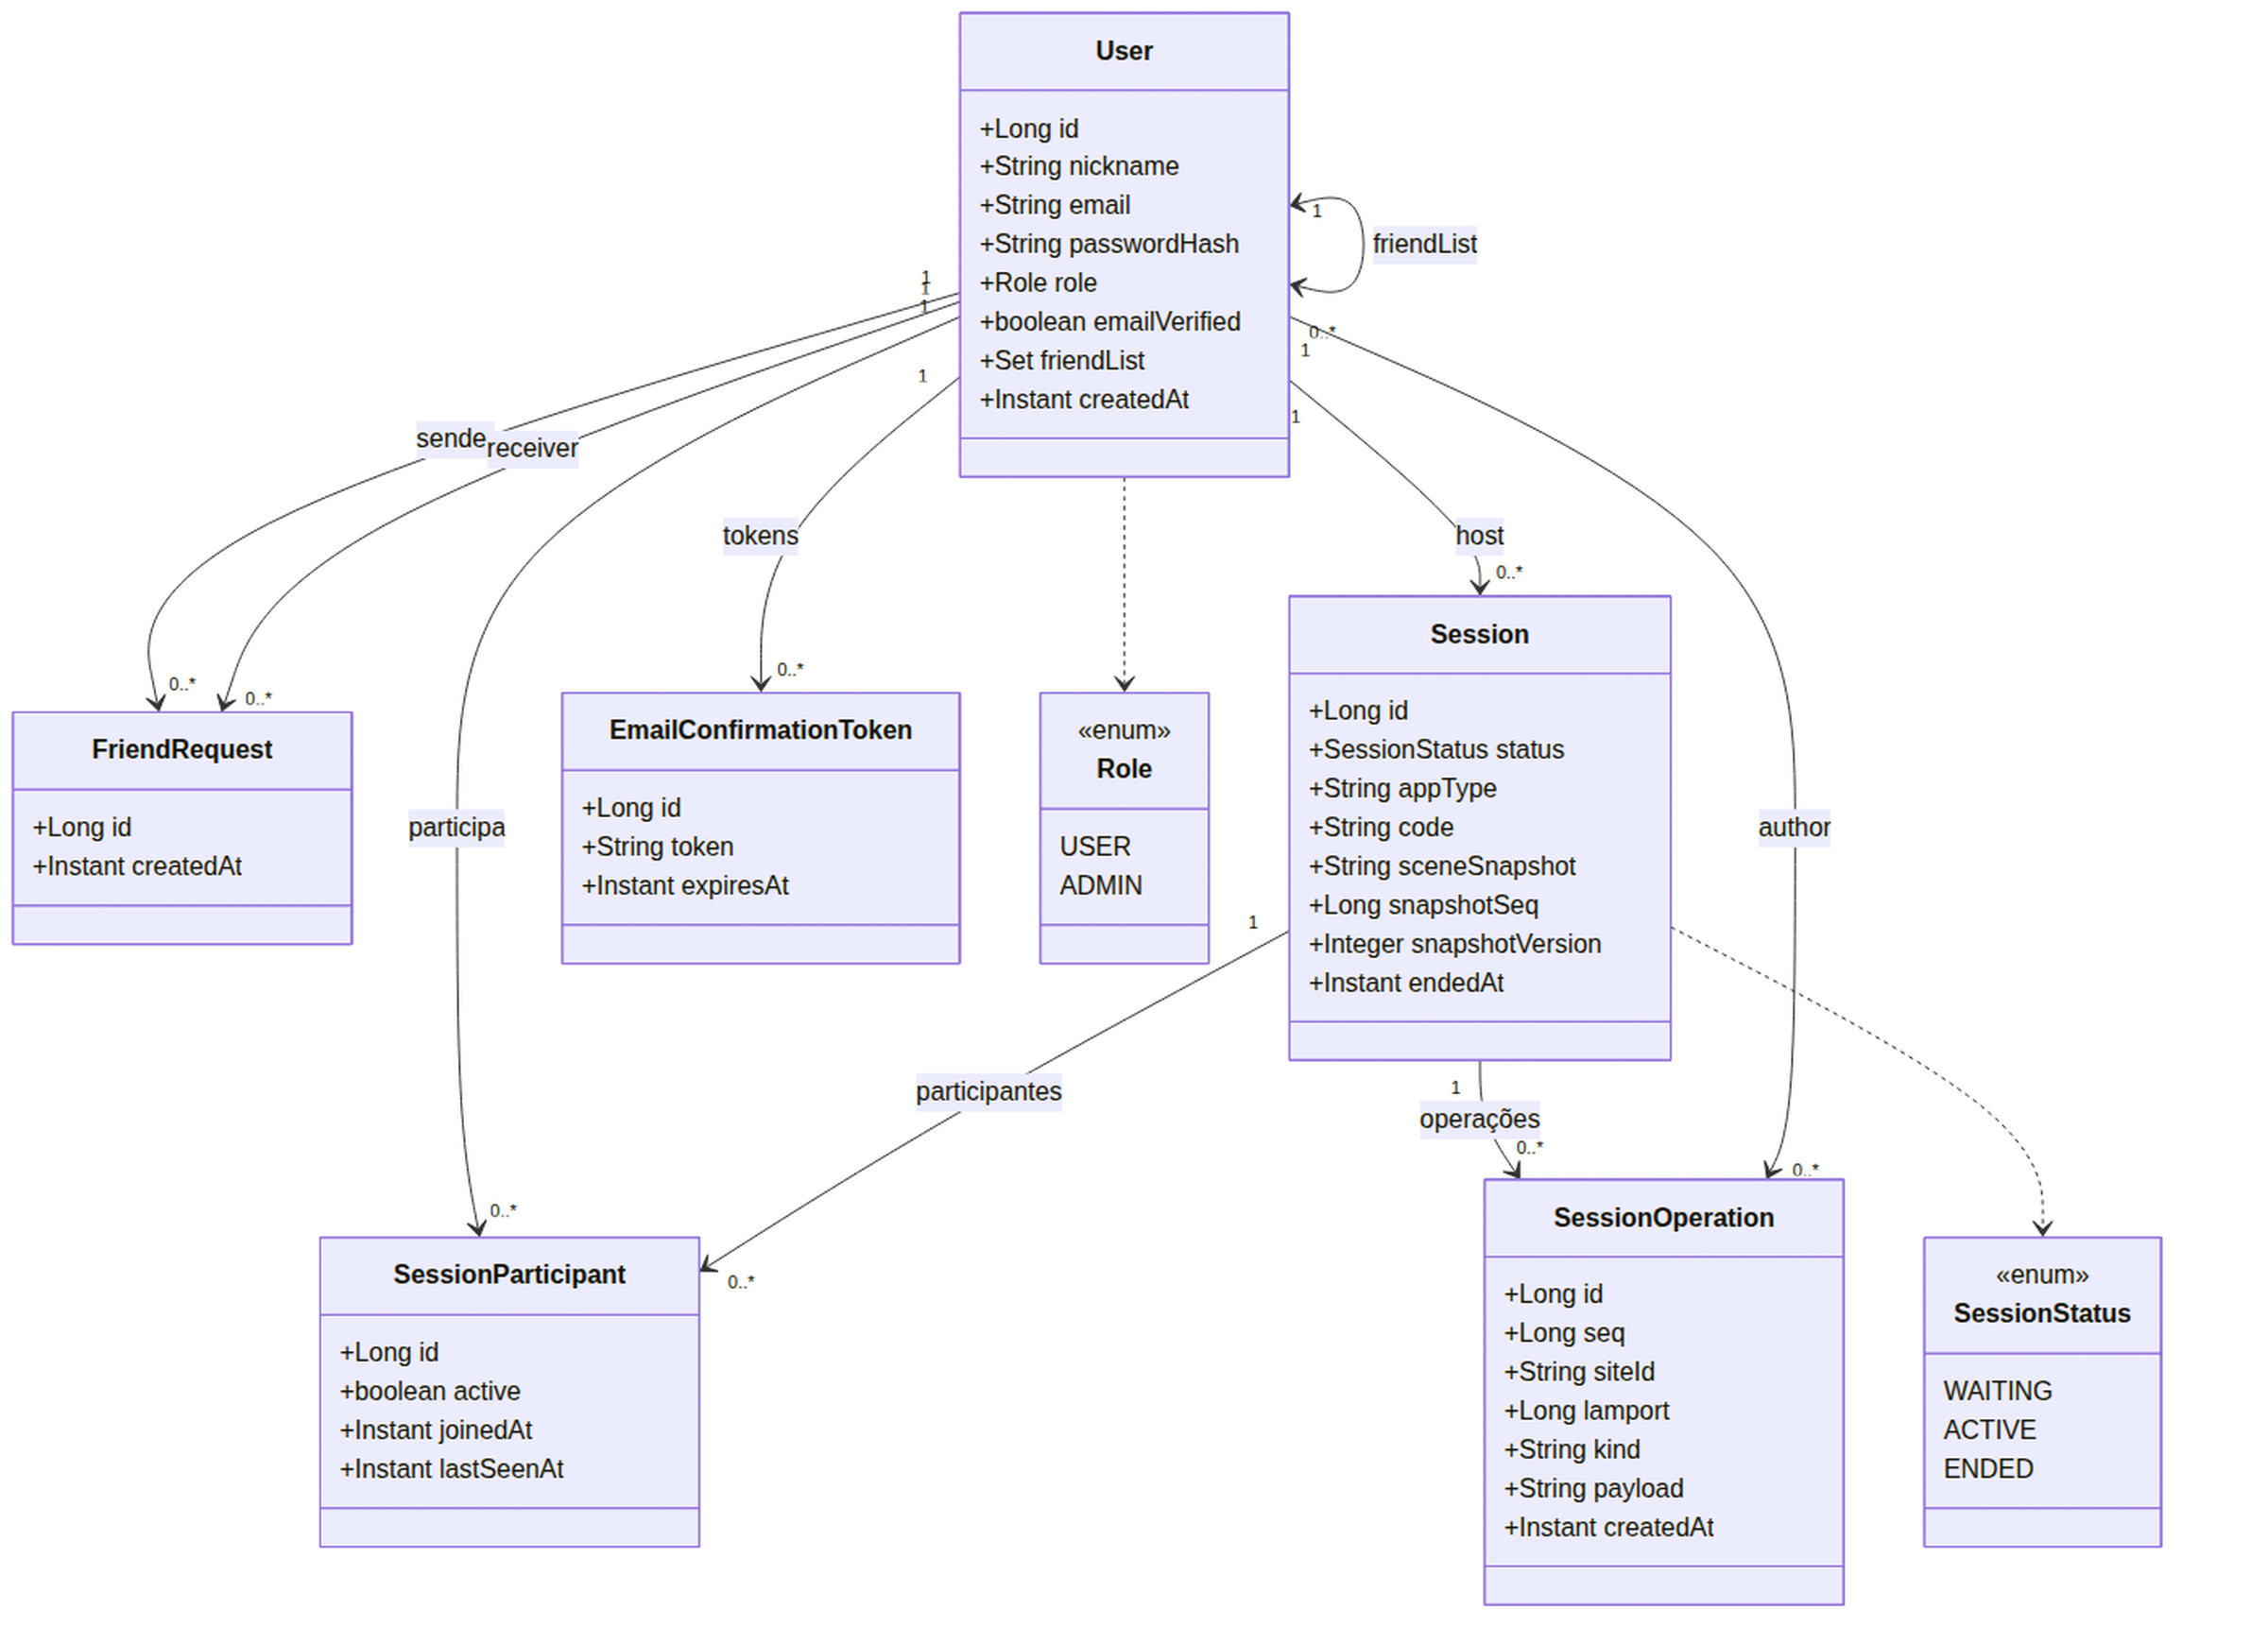 User
+Long id
+String nickname
+String email
+String passwordHash
+Role role
+boolean emailVerified
+Set friendList
+Instant createdAt
1
friendList
0..*
1
1
1
1
1
1
sende
receiver
tokens
host
0..*
0..*
0..*
0..*
FriendRequest
+Long id
+Instant createdAt
participa
EmailConfirmationToken
+Long id
+String token
+Instant expiresAt
«enum»
Role
USER
ADMIN
Session
+Long id
+SessionStatus status
+String appType
+String code
+String sceneSnapshot
+Long snapshotSeq
+Integer snapshotVersion
+Instant endedAt
author
1
participantes
1
operações
0..*
0..*
0..*
0..*
SessionParticipant
+Long id
+boolean active
+Instant joinedAt
+Instant lastSeenAt
SessionOperation
+Long id
+Long seq
+String siteId
+Long lamport
+String kind
+String payload
+Instant createdAt
«enum»
SessionStatus
WAITING
ACTIVE
ENDED